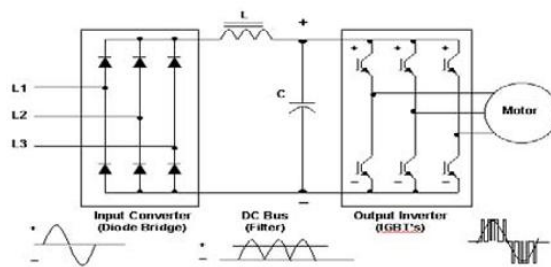 L
+
L1
L2
L3
C
+ + +
Motor
− − −
−
Input Converter
(Diode Bridge)
DC Bus
(Filter)
Output Inverter
(IGBT's)
+
−
+
−